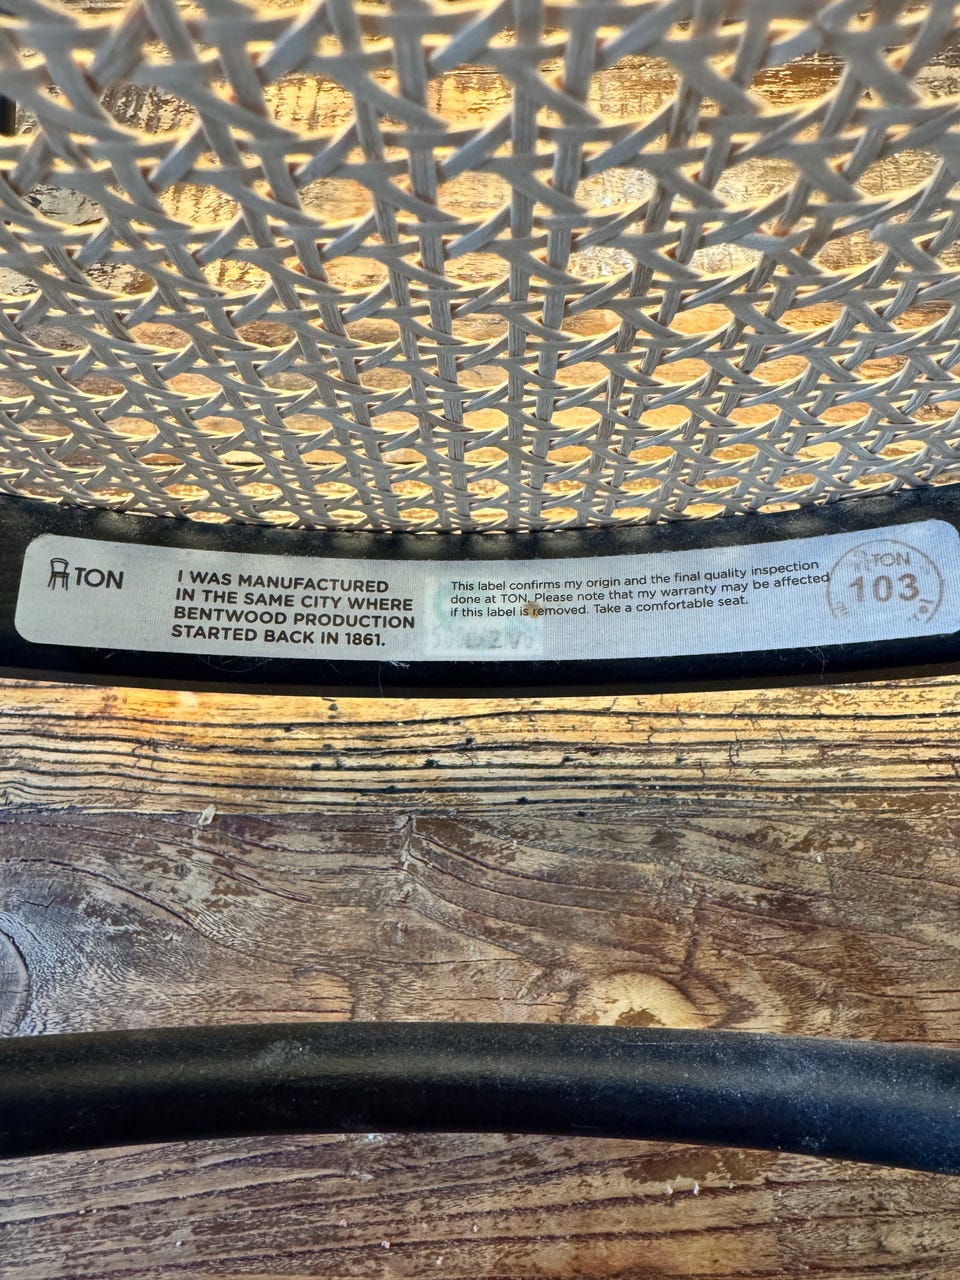 TON
I WAS MANUFACTURED
IN THE SAME CITY WHERE
BENTWOOD PRODUCTION
STARTED BACK IN 1861.
This label confirms my origin and the final quality inspection
done at TON. Please note that my warranty may be affected
if this label is removed. Take a comfortable seat.
TON
103